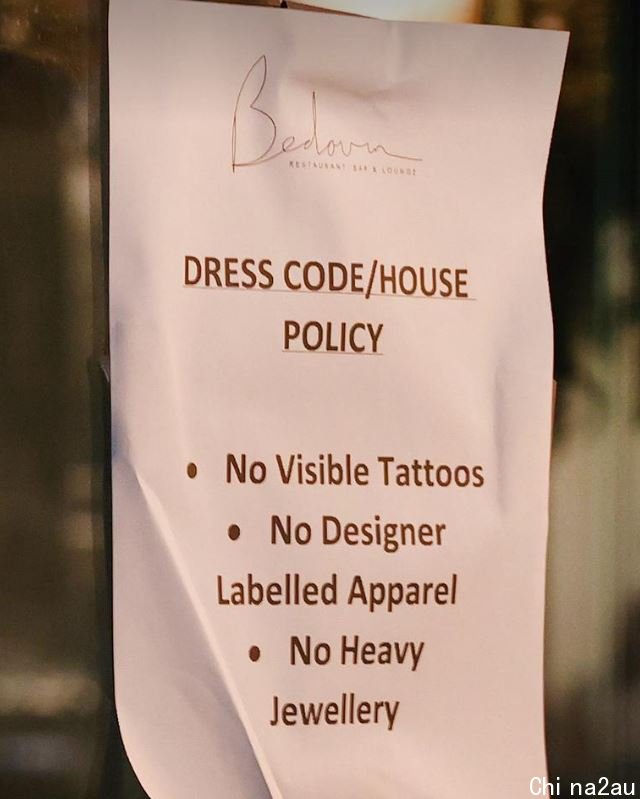 Bedouin
RESTAURANT BAR & LOUNGE
DRESS CODE/HOUSE
POLICY
• No Visible Tattoos
• No Designer
Labelled Apparel
• No Heavy
Jewellery
Chi na2au